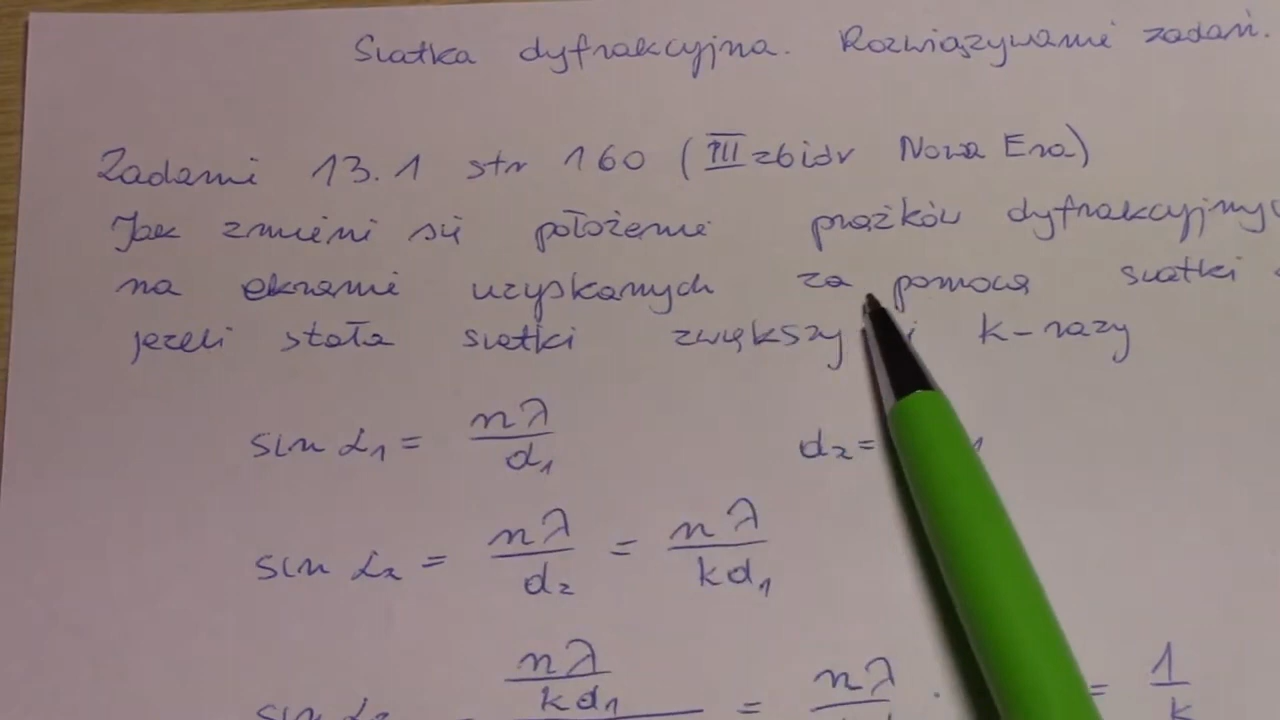 Siatka dyfrakcyjna. Rozwiązywanie zadań.
Zadanie 13.1 str 160 (III zbiór Nowa Era)
Jak zmieni się położenie prążków
na ekranie uzyskanych za pomocą siatki
jeżeli stała siatki k-razy
sin α₁ = nλ/d₁ d₂=
sin α₂ = nλ/d₂ = nλ/kd₁
sin α₂ nλ/kd₁ = nλ · = 1/k